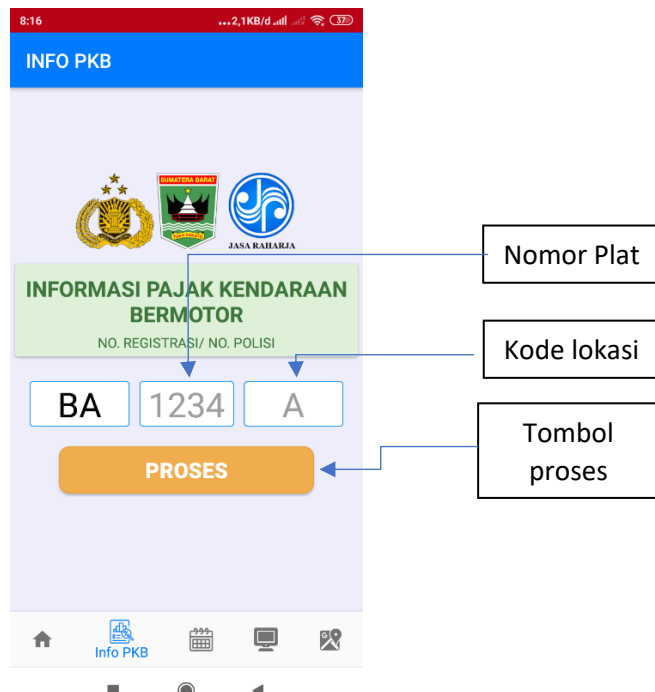 8:16
...2,1KB/d
37
INFO PKB
SUMATERA BARAT
JASA RAHARJA
INFORMASI PAJAK KENDARAAN
BERMOTOR
NO. REGISTRASI/ NO. POLISI
BA 1234 A
PROSES
Info PKB
Nomor Plat
Kode lokasi
Tombol
proses